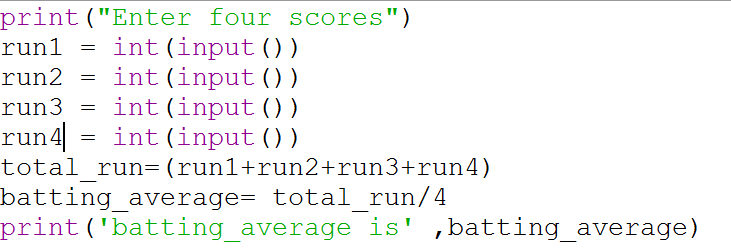 print("Enter four scores")
run1 = int(input())
run2 = int(input())
run3 = int(input())
run4 = int(input())
total_run=(run1+run2+run3+run4)
batting_average= total_run/4
print('batting_average is' ,batting_average)